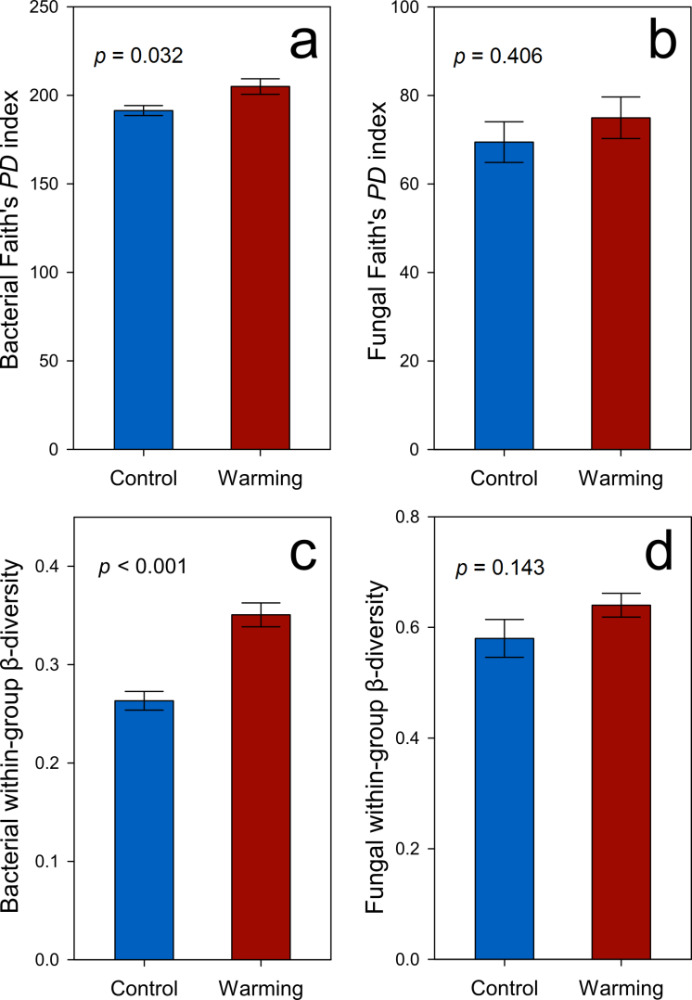 a
p = 0.032
250
200
150
100
50
0
Bacterial Faith's PD index
Control Warming
b
p = 0.406
100
80
60
40
20
0
Fungal Faith's PD index
Control Warming
c
p < 0.001
0.4
0.3
0.2
0.1
0.0
Bacterial within-group β-diversity
Control Warming
d
p = 0.143
0.8
0.6
0.4
0.2
0.0
Fungal within-group β-diversity
Control Warming